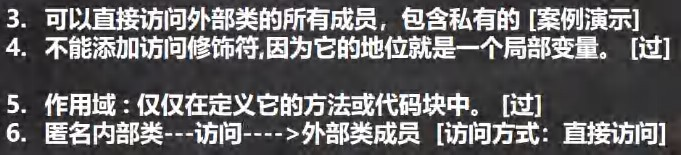 3. 可以直接访问外部类的所有成员，包含私有的 [案例演示]
4. 不能添加访问修饰符,因为它的地位就是一个局部变量。 [过]
5. 作用域 : 仅仅在定义它的方法或代码块中。 [过]
6. 匿名内部类---访问---->外部类成员 [访问方式：直接访问]